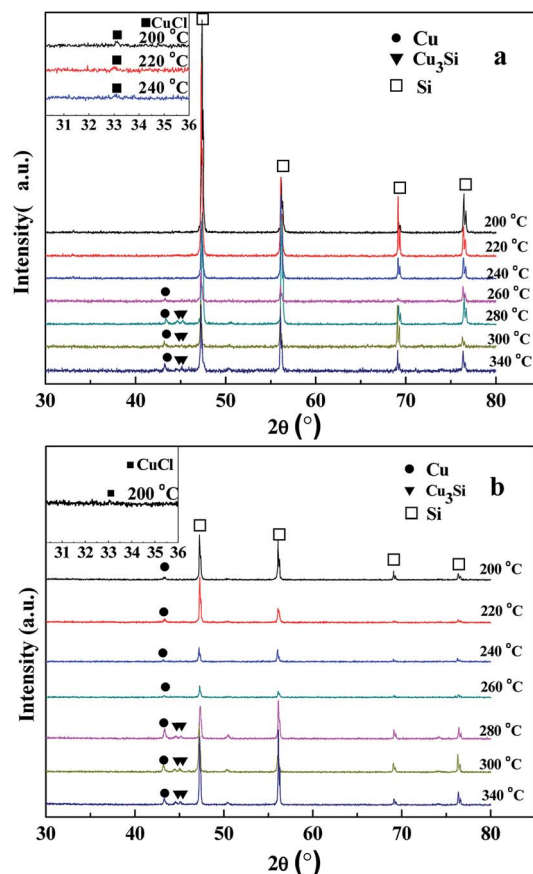 ■CuCl
■ 200 °C
■ 220 °C
■ 240 °C
31 32 33 34 35 36
a
● Cu
▼ Cu3Si
□ Si
200 °C
220 °C
240 °C
260 °C
280 °C
300 °C
340 °C
Intensity( a.u.)
30 40 50 60 70 80
2θ (°)
■ CuCl
■ 200 °C
31 32 33 34 35 36
b
● Cu
▼ Cu3Si
□ Si
200 °C
220 °C
240 °C
260 °C
280 °C
300 °C
340 °C
Intensity (a.u.)
30 40 50 60 70 80
2θ (°)